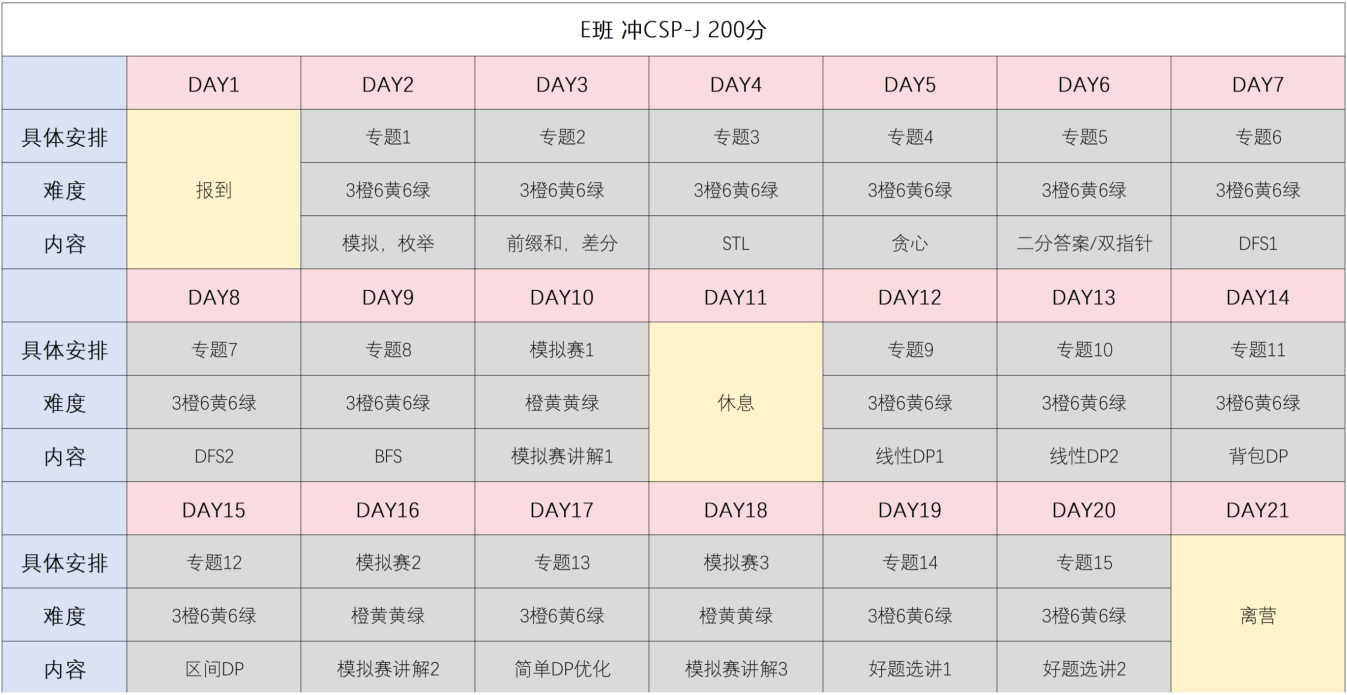 E班 冲CSP-J 200分
DAY1 DAY2 DAY3 DAY4 DAY5 DAY6 DAY7
具体安排 专题1 专题2 专题3 专题4 专题5 专题6
难度 报到 3橙6黄6绿 3橙6黄6绿 3橙6黄6绿 3橙6黄6绿 3橙6黄6绿 3橙6黄6绿
内容 模拟，枚举 前缀和，差分 STL 贪心 二分答案/双指针 DFS1
DAY8 DAY9 DAY10 DAY11 DAY12 DAY13 DAY14
具体安排 专题7 专题8 模拟赛1 专题9 专题10 专题11
难度 3橙6黄6绿 3橙6黄6绿 橙黄黄绿 休息 3橙6黄6绿 3橙6黄6绿 3橙6黄6绿
内容 DFS2 BFS 模拟赛讲解1 线性DP1 线性DP2 背包DP
DAY15 DAY16 DAY17 DAY18 DAY19 DAY20 DAY21
具体安排 专题12 模拟赛2 专题13 模拟赛3 专题14 专题15
难度 3橙6黄6绿 橙黄黄绿 3橙6黄6绿 橙黄黄绿 3橙6黄6绿 3橙6黄6绿 离营
内容 区间DP 模拟赛讲解2 简单DP优化 模拟赛讲解3 好题选讲1 好题选讲2